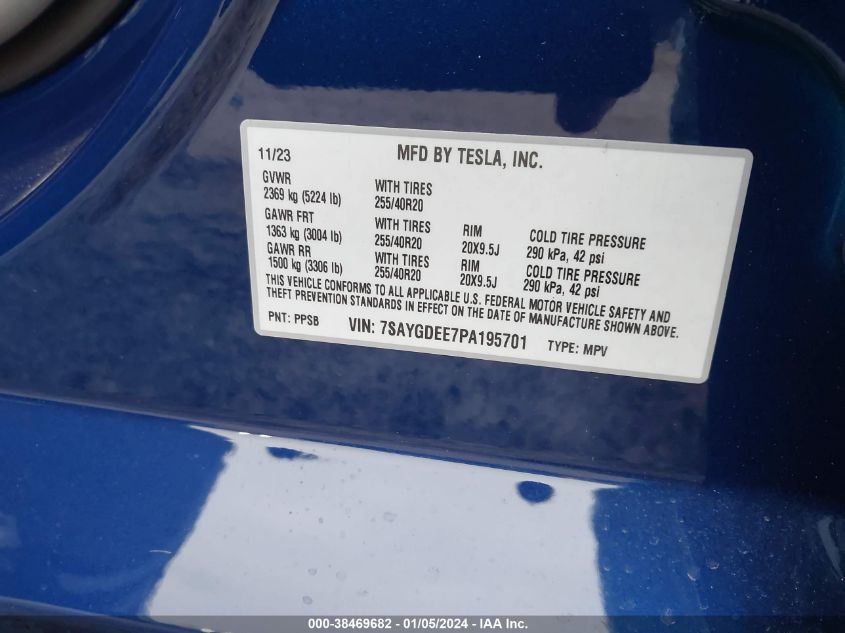 11/23 MFD BY TESLA, INC.
GVWR
2369 kg (5224 lb) WITH TIRES 255/40R20
GAWR FRT
1363 kg (3004 lb) WITH TIRES 255/40R20 RIM 20X9.5J COLD TIRE PRESSURE 290 kPa, 42 psi
GAWR RR
1500 kg (3306 lb) WITH TIRES 255/40R20 RIM 20X9.5J COLD TIRE PRESSURE 290 kPa, 42 psi
THIS VEHICLE CONFORMS TO ALL APPLICABLE U.S. FEDERAL MOTOR VEHICLE SAFETY AND
THEFT PREVENTION STANDARDS IN EFFECT ON THE DATE OF MANUFACTURE SHOWN ABOVE.
PNT: PPSB VIN: 7SAYGDEE7PA195701 TYPE: MPV
000-38469682 - 01/05/2024 - IAA Inc.